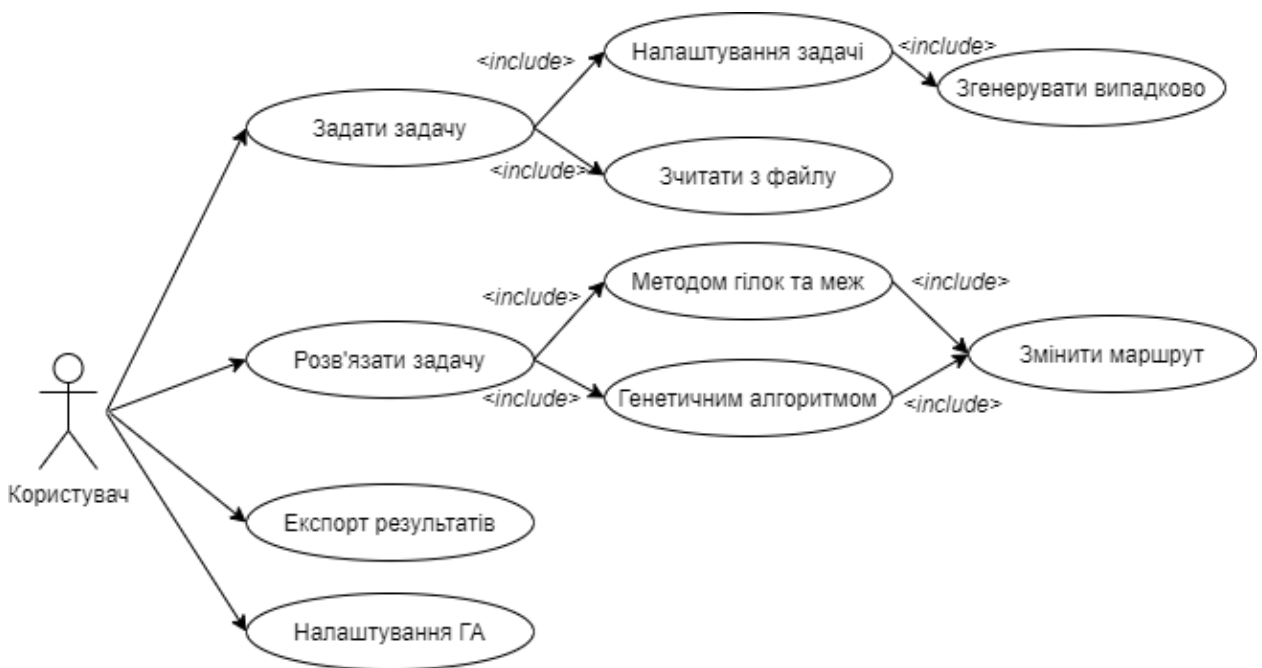 <include>
Налаштування задачі
<include>
Згенерувати випадково
Задати задачу
<include>
Зчитати з файлу
<include>
Методом гілок та меж
<include>
Розв'язати задачу
Змінити маршрут
<include>
Генетичним алгоритмом
<include>
Користувач
Експорт результатів
Налаштування ГА